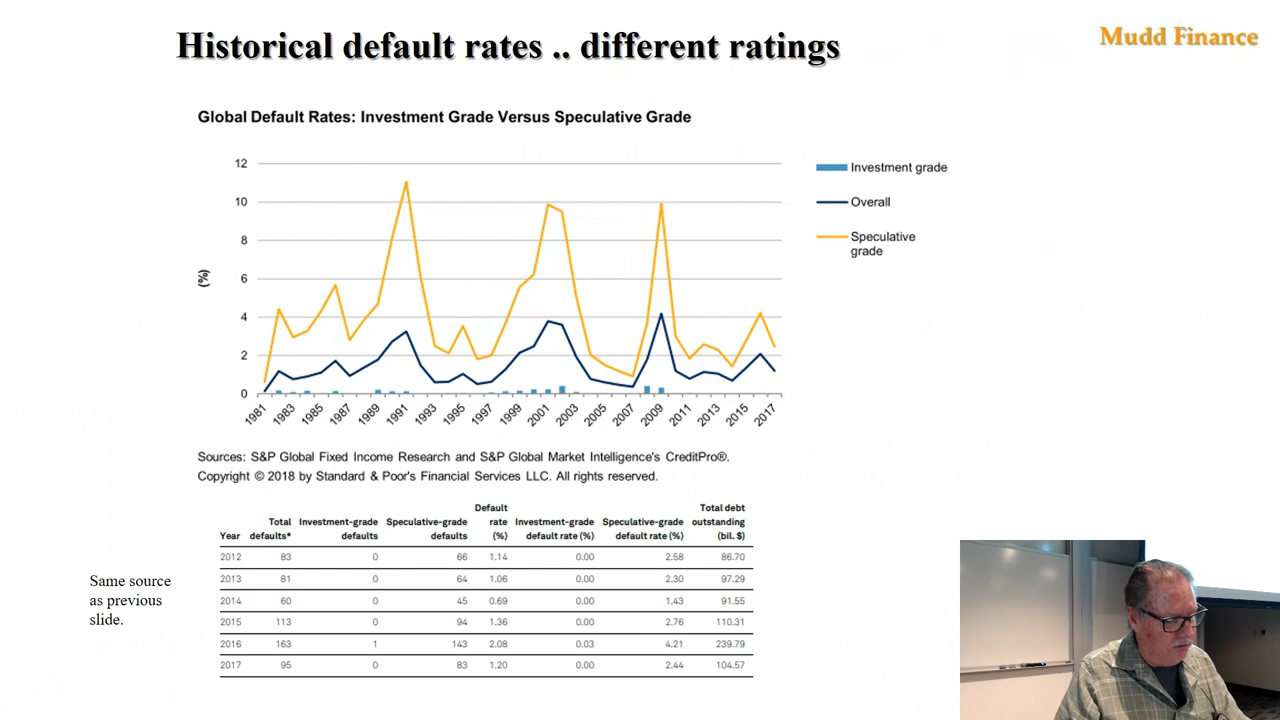 Historical default rates .. different ratings
Mudd Finance
Global Default Rates: Investment Grade Versus Speculative Grade
12
10
8
6
4
2
0
(%)
1981 1983 1985 1987 1989 1991 1993 1995 1997 1999 2001 2003 2005 2007 2009 2011 2013 2015 2017
Investment grade
Overall
Speculative
grade
Sources: S&P Global Fixed Income Research and S&P Global Market Intelligence's CreditPro®.
Copyright © 2018 by Standard & Poor's Financial Services LLC. All rights reserved.
Default Total debt
Total Investment-grade Speculative-grade rate Investment-grade Speculative-grade outstanding
Year defaults* defaults defaults (%) default rate (%) default rate (%) (bil. $)
2012 83 0 66 1.14 0.00 2.58 86.70
2013 81 0 64 1.06 0.00 2.30 97.29
2014 60 0 45 0.69 0.00 1.43 91.55
2015 113 0 94 1.36 0.00 2.76 110.31
2016 163 1 143 2.08 0.03 4.21 239.79
2017 95 0 83 1.20 0.00 2.44 104.57
Same source
as previous
slide.